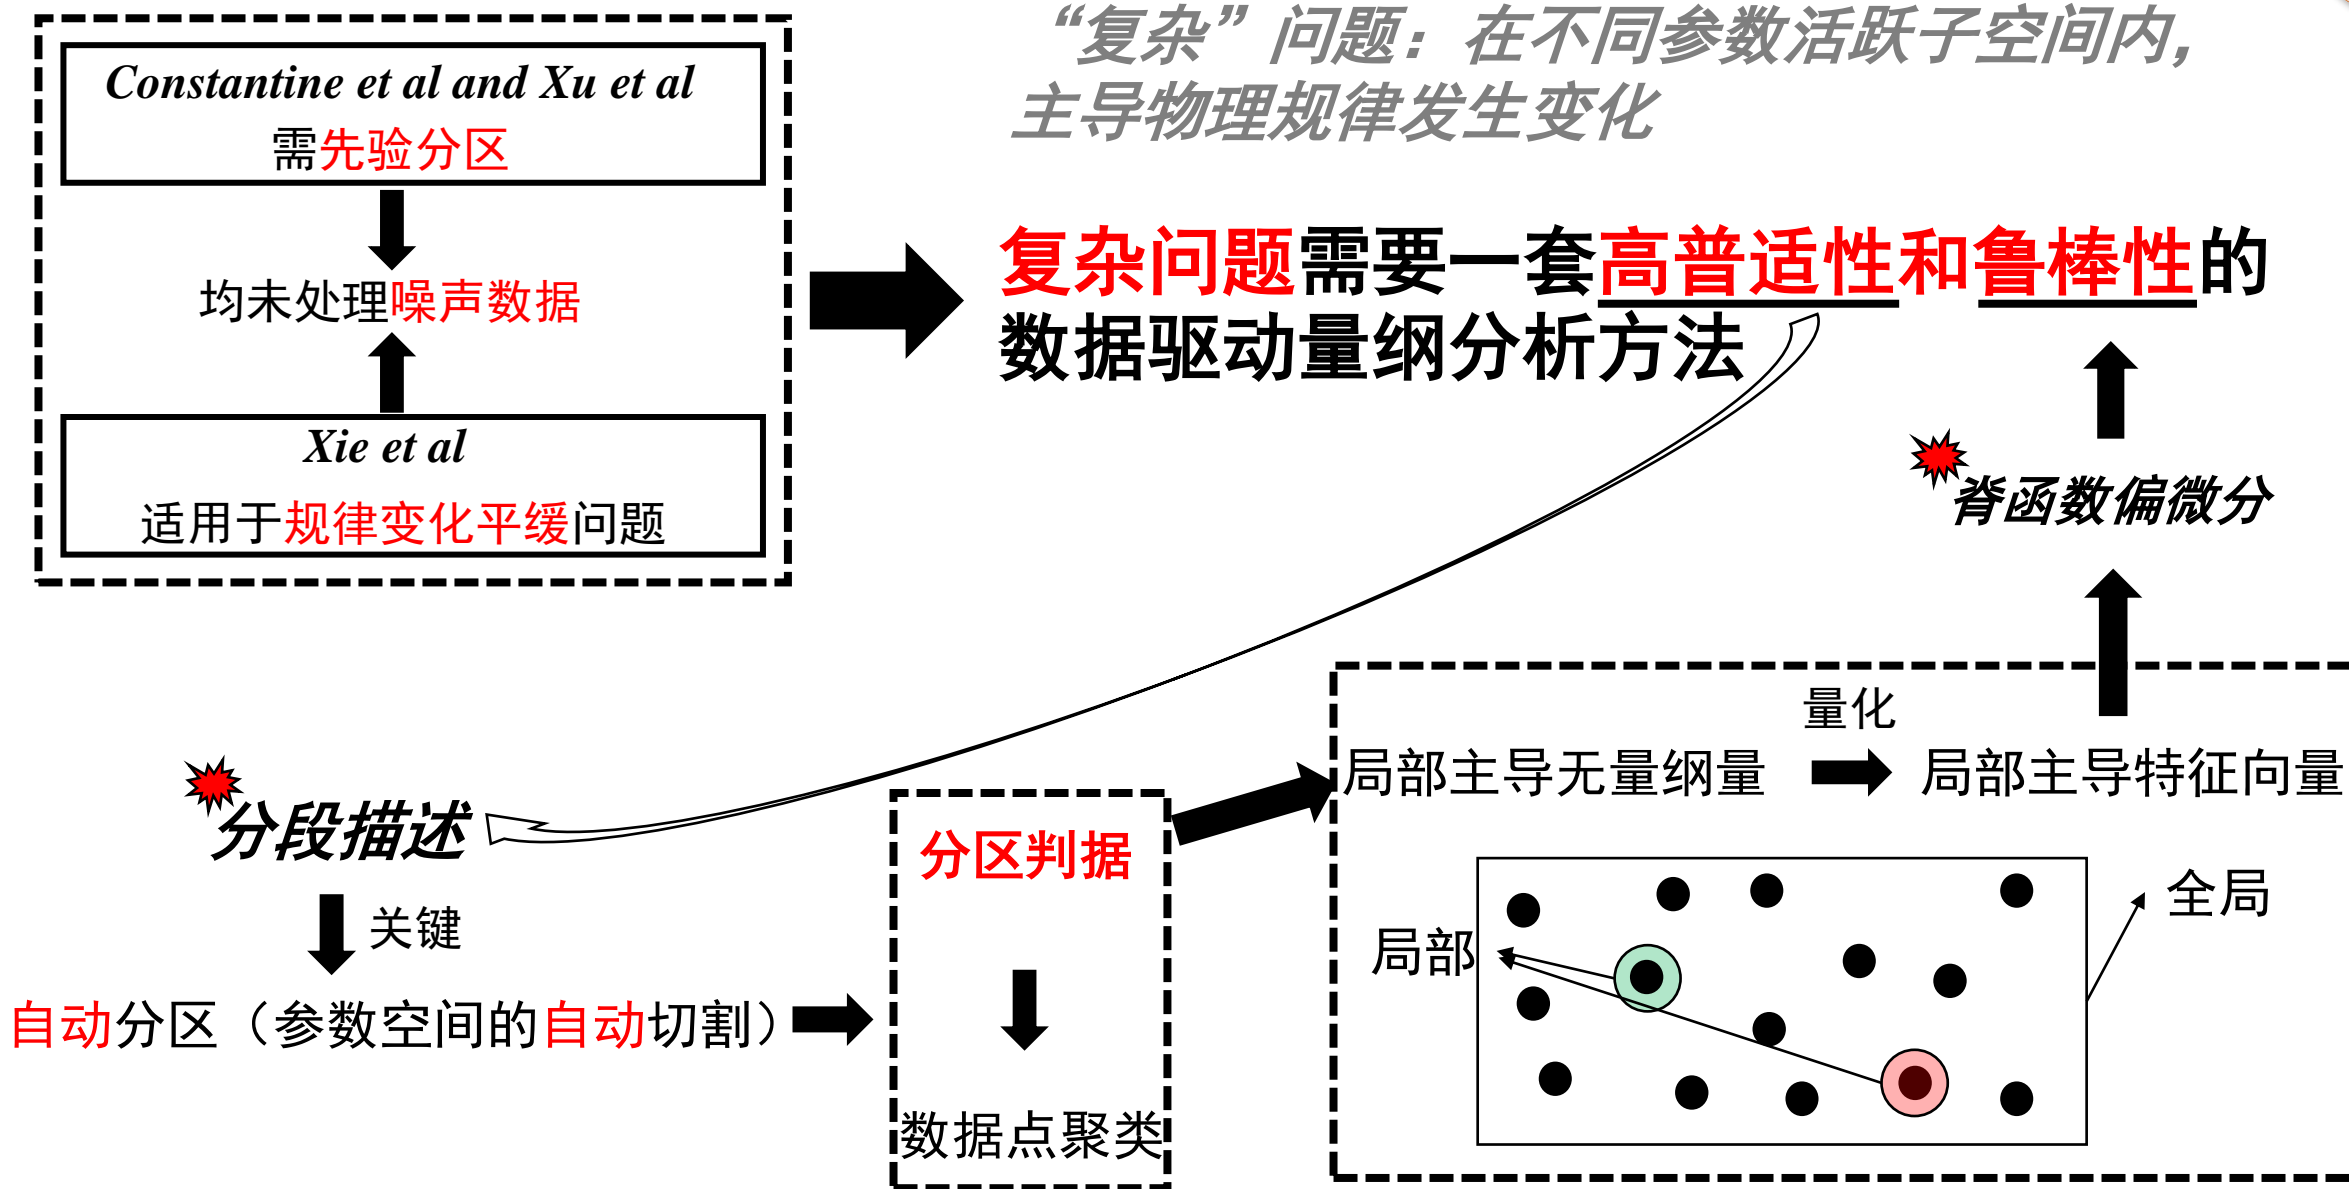 “复杂”问题：在不同参数活跃子空间内，
主导物理规律发生变化
Constantine et al and Xu et al
需先验分区
均未处理噪声数据
Xie et al
适用于规律变化平缓问题
复杂问题需要一套高普适性和鲁棒性的
数据驱动量纲分析方法
脊函数偏微分
分段描述
关键
自动分区（参数空间的自动切割）
分区判据
数据点聚类
量化
局部主导无量纲量
局部主导特征向量
局部
全局